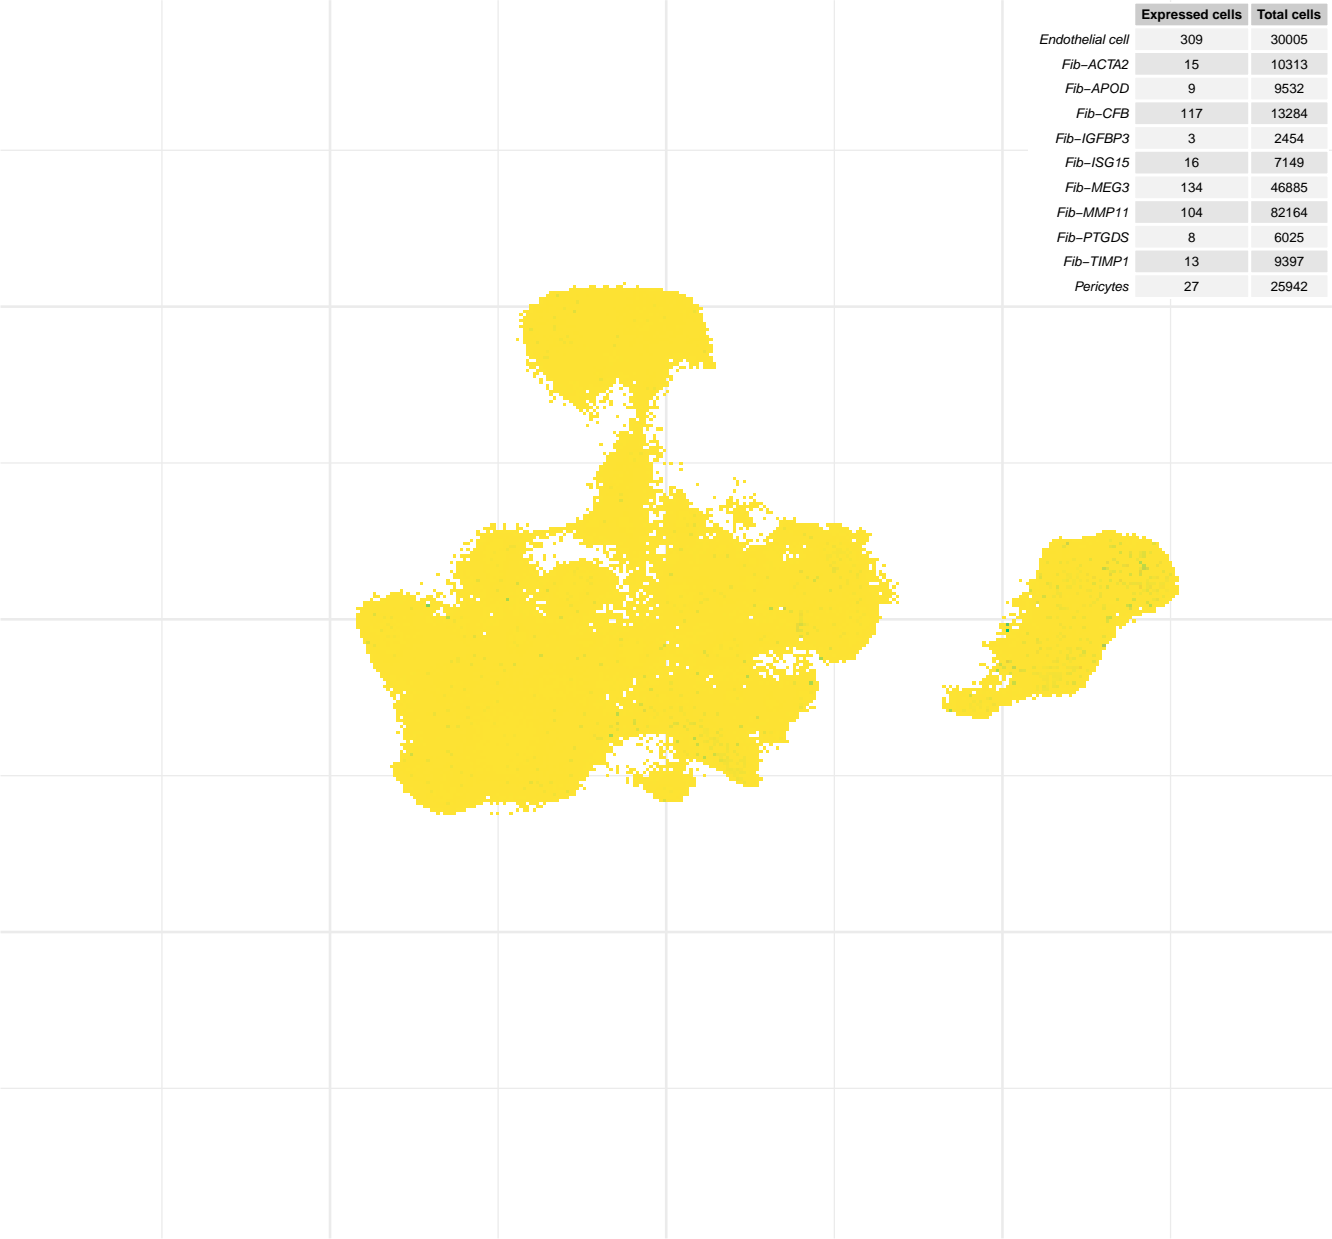 Expressed cells Total cells
Endothelial cell 309 30005
Fib−ACTA2 15 10313
Fib−APOD 9 9532
Fib−CFB 117 13284
Fib−IGFBP3 3 2454
Fib−ISG15 16 7149
Fib−MEG3 134 46885
Fib−MMP11 104 82164
Fib−PTGDS 8 6025
Fib−TIMP1 13 9397
Pericytes 27 25942